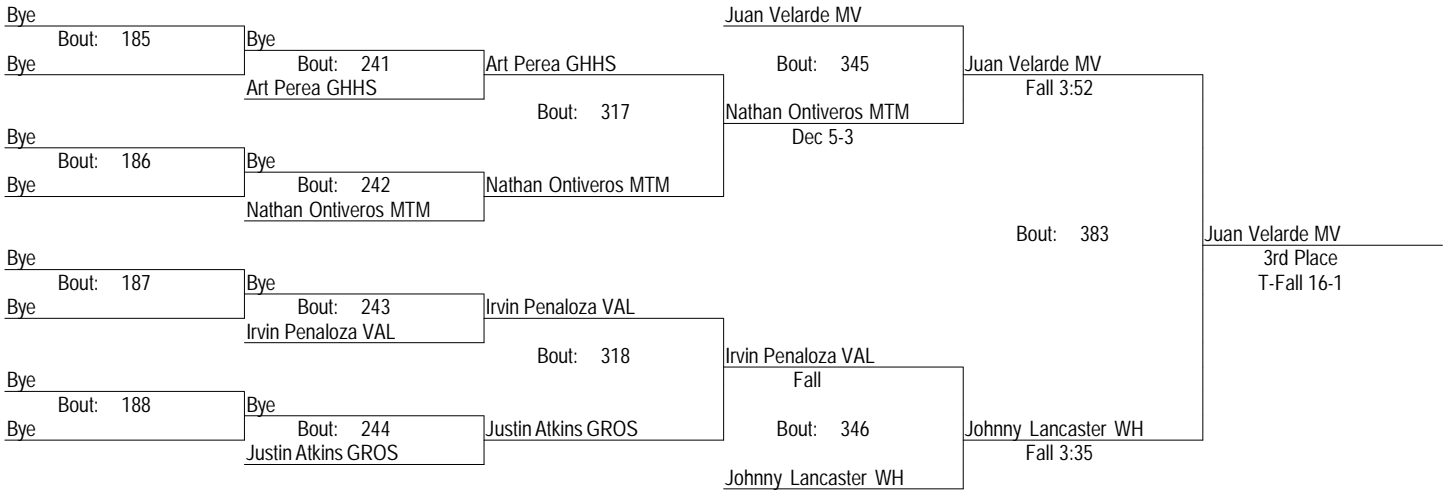 Bye
Juan Velarde MV
Bout: 185
Bye
Bye
Bout: 241
Art Perea GHHS
Bout: 345
Juan Velarde MV
Art Perea GHHS
Fall 3:52
Bout: 317
Nathan Ontiveros MTM
Bye
Dec 5-3
Bout: 186
Bye
Bye
Bout: 242
Nathan Ontiveros MTM
Nathan Ontiveros MTM
Bout: 383
Juan Velarde MV
Bye
3rd Place
Bout: 187
Bye
T-Fall 16-1
Bye
Bout: 243
Irvin Penaloza VAL
Irvin Penaloza VAL
Bout: 318
Irvin Penaloza VAL
Bye
Fall
Bout: 188
Bye
Bye
Bout: 244
Justin Atkins GROS
Bout: 346
Johnny Lancaster WH
Justin Atkins GROS
Fall 3:35
Johnny Lancaster WH